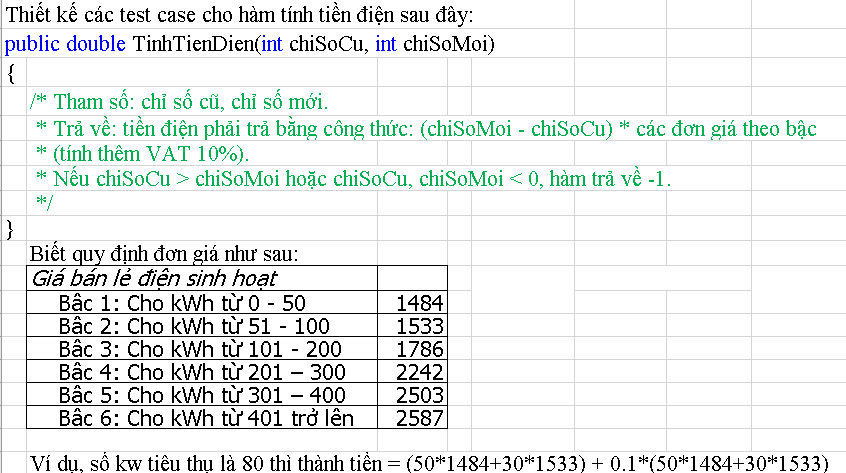 Thiết kế các test case cho hàm tính tiền điện sau đây:
public double TinhTienDien(int chiSoCu, int chiSoMoi)
{
/* Tham số: chỉ số cũ, chỉ số mới.
* Trả về: tiền điện phải trả bằng công thức: (chiSoMoi - chiSoCu) * các đơn giá theo bậc
* (tính thêm VAT 10%).
* Nếu chiSoCu > chiSoMoi hoặc chiSoCu, chiSoMoi < 0, hàm trả về -1.
*/
}
Biết quy định đơn giá như sau:
Giá bán lẻ điện sinh hoạt
Bậc 1: Cho kWh từ 0 - 50 1484
Bậc 2: Cho kWh từ 51 - 100 1533
Bậc 3: Cho kWh từ 101 - 200 1786
Bậc 4: Cho kWh từ 201 – 300 2242
Bậc 5: Cho kWh từ 301 – 400 2503
Bậc 6: Cho kWh từ 401 trở lên 2587
Ví dụ, số kw tiêu thụ là 80 thì thành tiền = (50*1484+30*1533) + 0.1*(50*1484+30*1533)